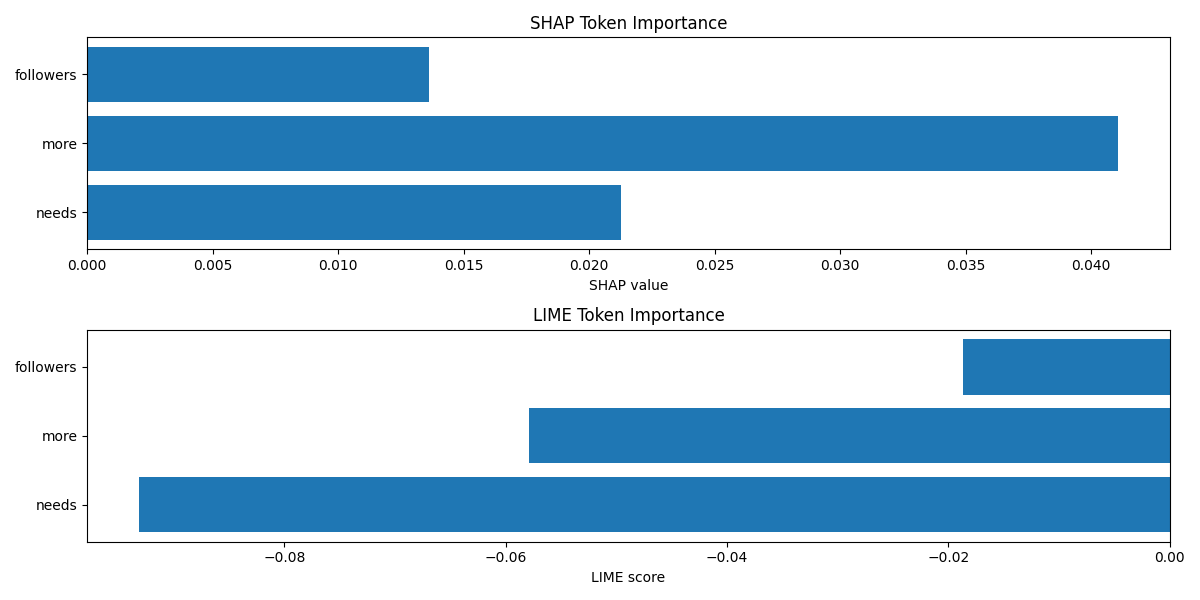 SHAP Token Importance
followers
more
needs
0.000 0.005 0.010 0.015 0.020 0.025 0.030 0.035 0.040
SHAP value
LIME Token Importance
followers
more
needs
−0.08 −0.06 −0.04 −0.02 0.00
LIME score